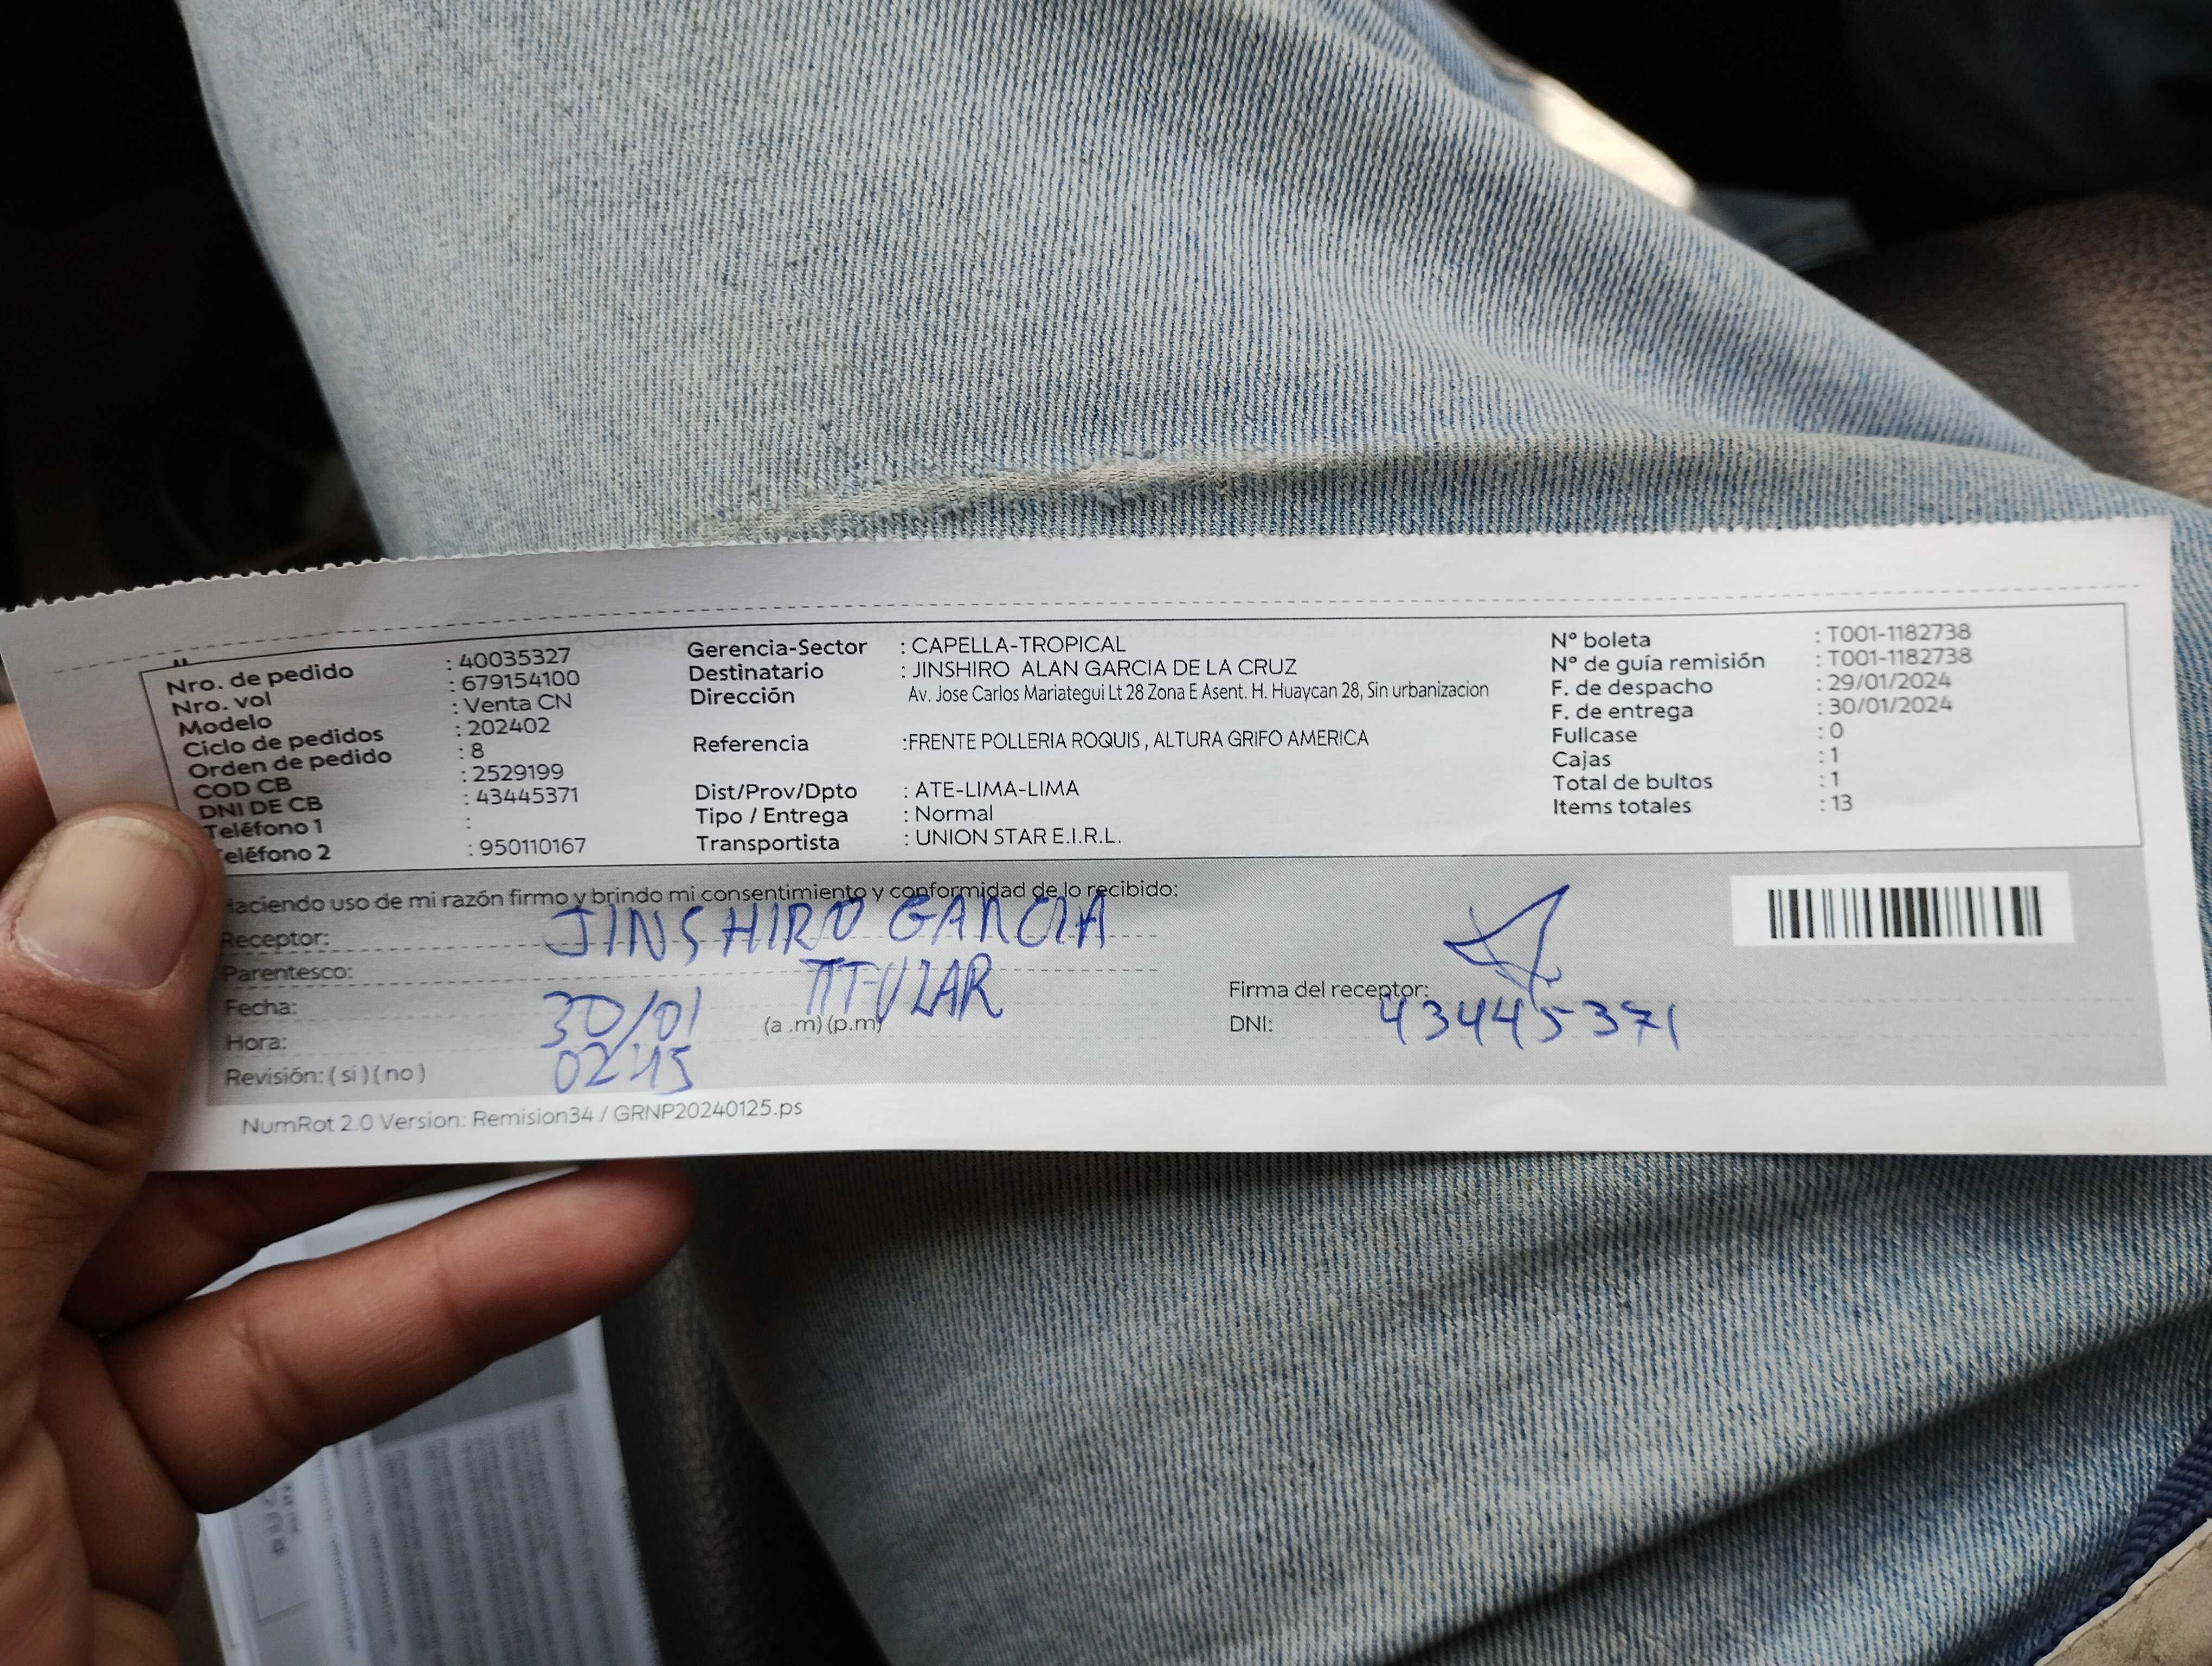 Nro. de pedido : 40035327
Nro. vol : 679154100
Modelo : Venta CN
Ciclo de pedidos : 202402
Orden de pedido : 8
COD CB : 2529199
DNI DE CB : 43445371
Teléfono 1 :
eléfono 2 : 950110167
Gerencia-Sector : CAPELLA-TROPICAL
Destinatario : JINSHIRO ALAN GARCIA DE LA CRUZ
Dirección Av. Jose Carlos Mariategui Lt 28 Zona E Asent. H. Huaycan 28, Sin urbanizacion
Referencia :FRENTE POLLERIA ROQUIS , ALTURA GRIFO AMERICA
Dist/Prov/Dpto : ATE-LIMA-LIMA
Tipo / Entrega : Normal
Transportista : UNION STAR E.I.R.L.
N° boleta : T001-1182738
N° de guía remisión : T001-1182738
F. de despacho : 29/01/2024
F. de entrega : 30/01/2024
Fullcase : 0
Cajas : 1
Total de bultos : 1
Items totales : 13
Haciendo uso de mi razón firmo y brindo mi consentimiento y conformidad de lo recibido:
Receptor: JINSHIRO GARCIA
Parentesco: TITULAR
Fecha: 30/01
Hora: 02:45 (a .m) (p.m)
Revisión: ( si ) ( no )
Firma del receptor:
DNI: 43445371
NumRot 2.0 Version: Remision34 / GRNP20240125.ps